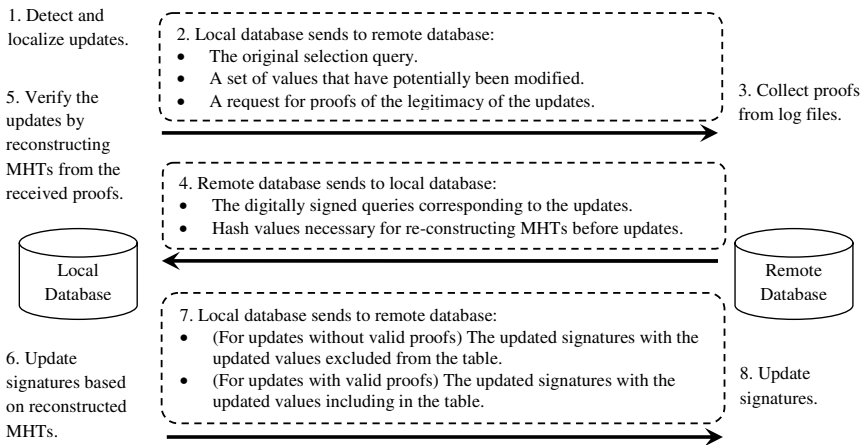 1. Detect and
localize updates.
2. Local database sends to remote database:
• The original selection query.
• A set of values that have potentially been modified.
• A request for proofs of the legitimacy of the updates.
3. Collect proofs
from log files.
5. Verify the
updates by
reconstructing
MHTs from the
received proofs.
4. Remote database sends to local database:
• The digitally signed queries corresponding to the updates.
• Hash values necessary for re-constructing MHTs before updates.
Local
Database
Remote
Database
7. Local database sends to remote database:
• (For updates without valid proofs) The updated signatures with the
updated values excluded from the table.
• (For updates with valid proofs) The updated signatures with the
updated values including in the table.
6. Update
signatures based
on reconstructed
MHTs.
8. Update
signatures.